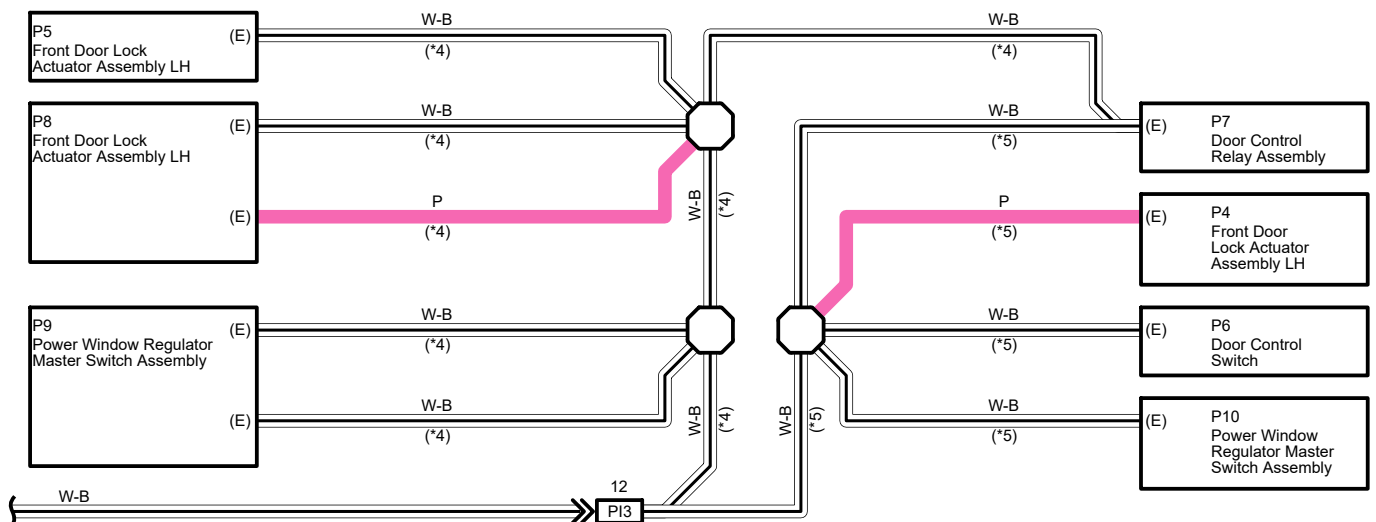 P5
(E)
Front Door Lock
Actuator Assembly LH
W-B
(*4)
W-B
(*4)
P8
(E)
Front Door Lock
Actuator Assembly LH
W-B
(*4)
W-B
(*5)
(E)
P7
Door Control
Relay Assembly
(E)
P
(*4)
W-B
(*4)
P
(*5)
(E)
P4
Front Door
Lock Actuator
Assembly LH
P9
(E)
Power Window Regulator
Master Switch Assembly
W-B
(*4)
W-B
(*5)
(E)
P6
Door Control
Switch
(E)
W-B
(*4)
W-B
(*4)
W-B
(*5)
W-B
(*5)
(E)
P10
Power Window
Regulator Master
Switch Assembly
W-B
12
PI3